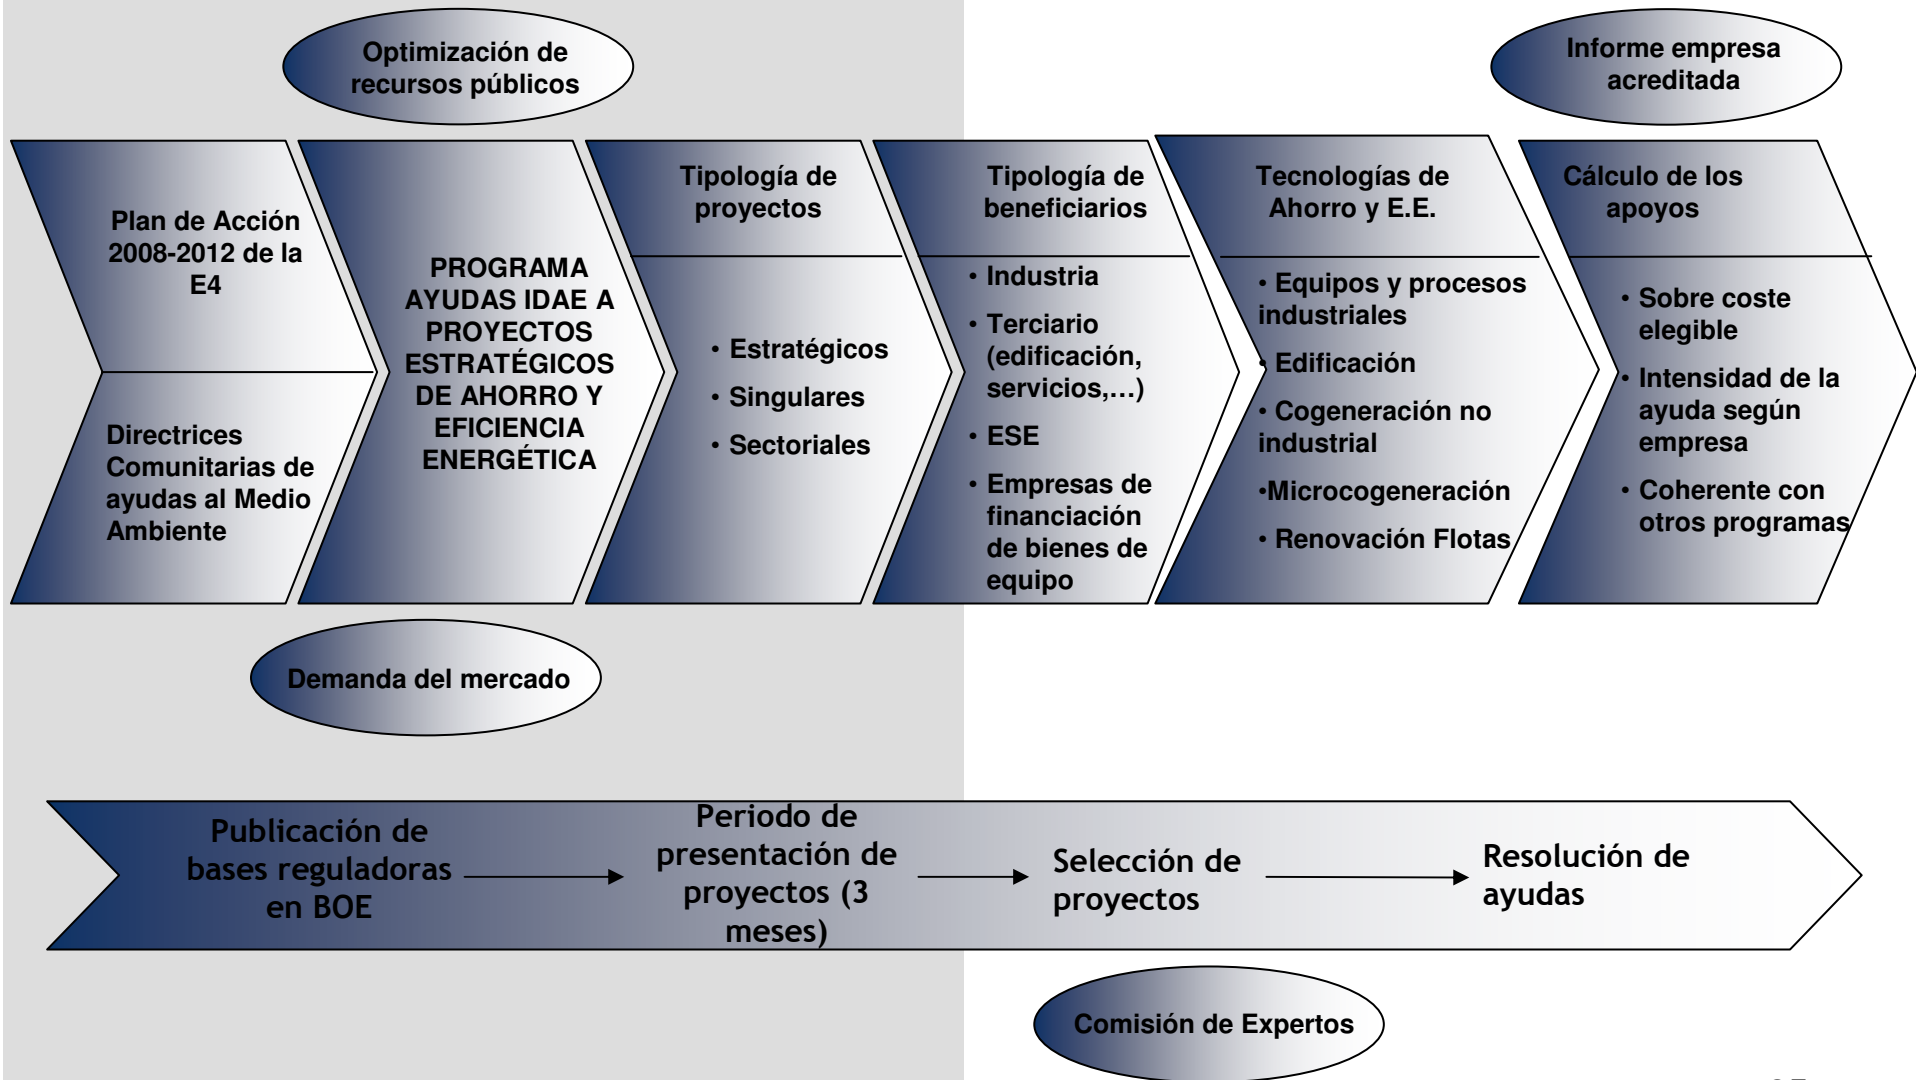 Optimización de
recursos públicos
Informe empresa
acreditada
Plan de Acción
2008-2012 de la
E4
Directrices
Comunitarias de
ayudas al Medio
Ambiente
PROGRAMA
AYUDAS IDAE A
PROYECTOS
ESTRATÉGICOS
DE AHORRO Y
EFICIENCIA
ENERGÉTICA
Tipología de
proyectos
• Estratégicos
• Singulares
• Sectoriales
Tipología de
beneficiarios
• Industria
• Terciario
(edificación,
servicios,…)
• ESE
• Empresas de
financiación
de bienes de
equipo
Tecnologías de
Ahorro y E.E.
• Equipos y procesos
industriales
• Edificación
• Cogeneración no
industrial
•Microcogeneración
• Renovación Flotas
Cálculo de los
apoyos
• Sobre coste
elegible
• Intensidad de la
ayuda según
empresa
• Coherente con
otros programas
Demanda del mercado
Publicación de
bases reguladoras
en BOE
Periodo de
presentación de
proyectos (3
meses)
Selección de
proyectos
Resolución de
ayudas
Comisión de Expertos